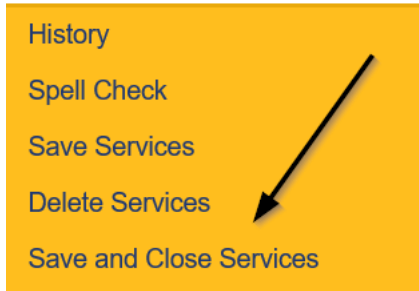 History
Spell Check
Save Services
Delete Services
Save and Close Services